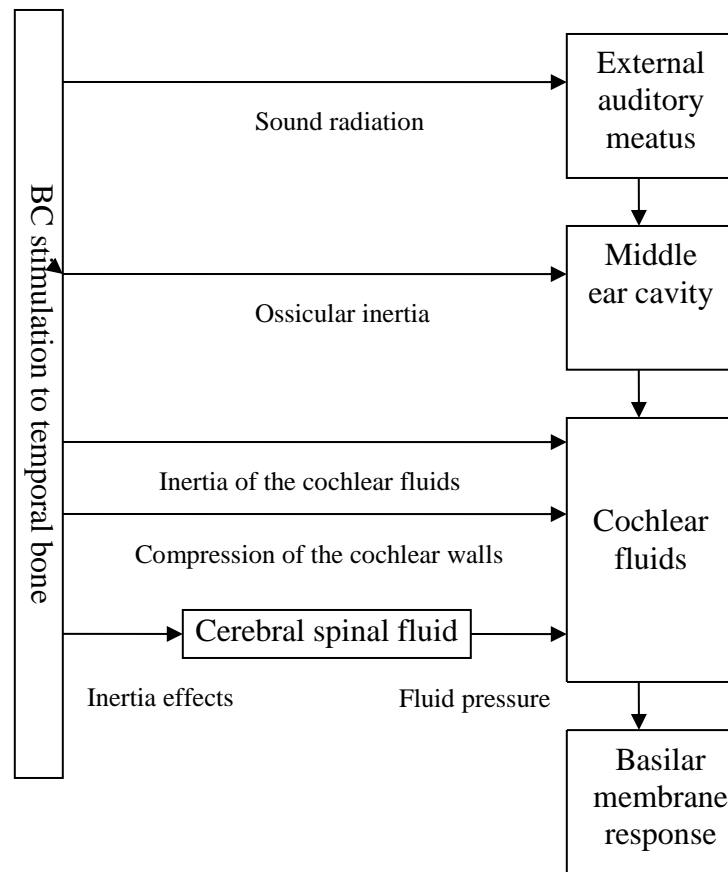 BC stimulation to temporal bone
External
auditory
meatus
Sound radiation
Middle
ear cavity
Ossicular inertia
Inertia of the cochlear fluids
Cochlear
fluids
Compression of the cochlear walls
Cerebral spinal fluid
Inertia effects
Fluid pressure
Basilar
membrane
response